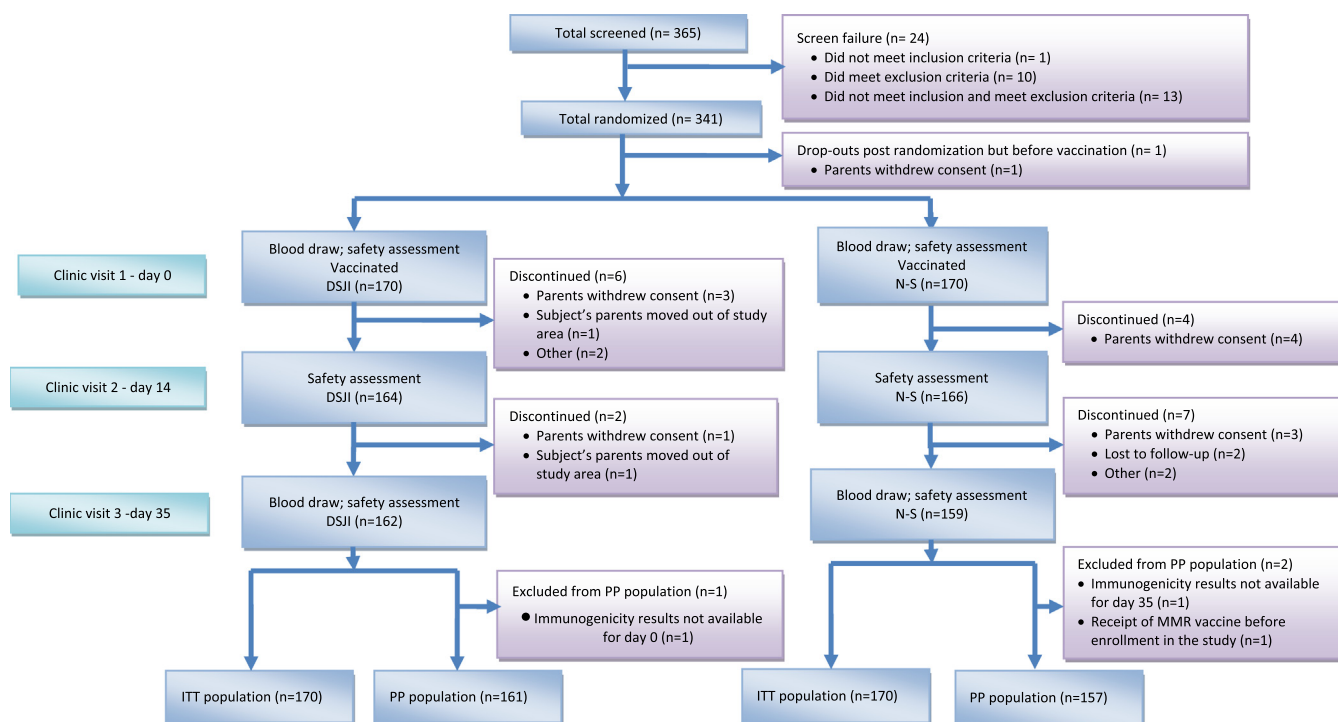 Total screened (n= 365)
Screen failure (n= 24)
• Did not meet inclusion criteria (n= 1)
• Did meet exclusion criteria (n= 10)
• Did not meet inclusion and meet exclusion criteria (n= 13)
Total randomized (n= 341)
Drop-outs post randomization but before vaccination (n= 1)
• Parents withdrew consent (n=1)
Clinic visit 1 - day 0
Blood draw; safety assessment
Vaccinated
DSJI (n=170)
Discontinued (n=6)
• Parents withdrew consent (n=3)
• Subject's parents moved out of study
area (n=1)
• Other (n=2)
Blood draw; safety assessment
Vaccinated
N-S (n=170)
Discontinued (n=4)
• Parents withdrew consent (n=4)
Clinic visit 2 - day 14
Safety assessment
DSJI (n=164)
Discontinued (n=2)
• Parents withdrew consent (n=1)
• Subject's parents moved out of
study area (n=1)
Safety assessment
N-S (n=166)
Discontinued (n=7)
• Parents withdrew consent (n=3)
• Lost to follow-up (n=2)
• Other (n=2)
Clinic visit 3 -day 35
Blood draw; safety assessment
DSJI (n=162)
Blood draw; safety assessment
N-S (n=159)
Excluded from PP population (n=1)
• Immunogenicity results not available
for day 0 (n=1)
Excluded from PP population (n=2)
• Immunogenicity results not available
for day 35 (n=1)
• Receipt of MMR vaccine before
enrollment in the study (n=1)
ITT population (n=170)
PP population (n=161)
ITT population (n=170)
PP population (n=157)